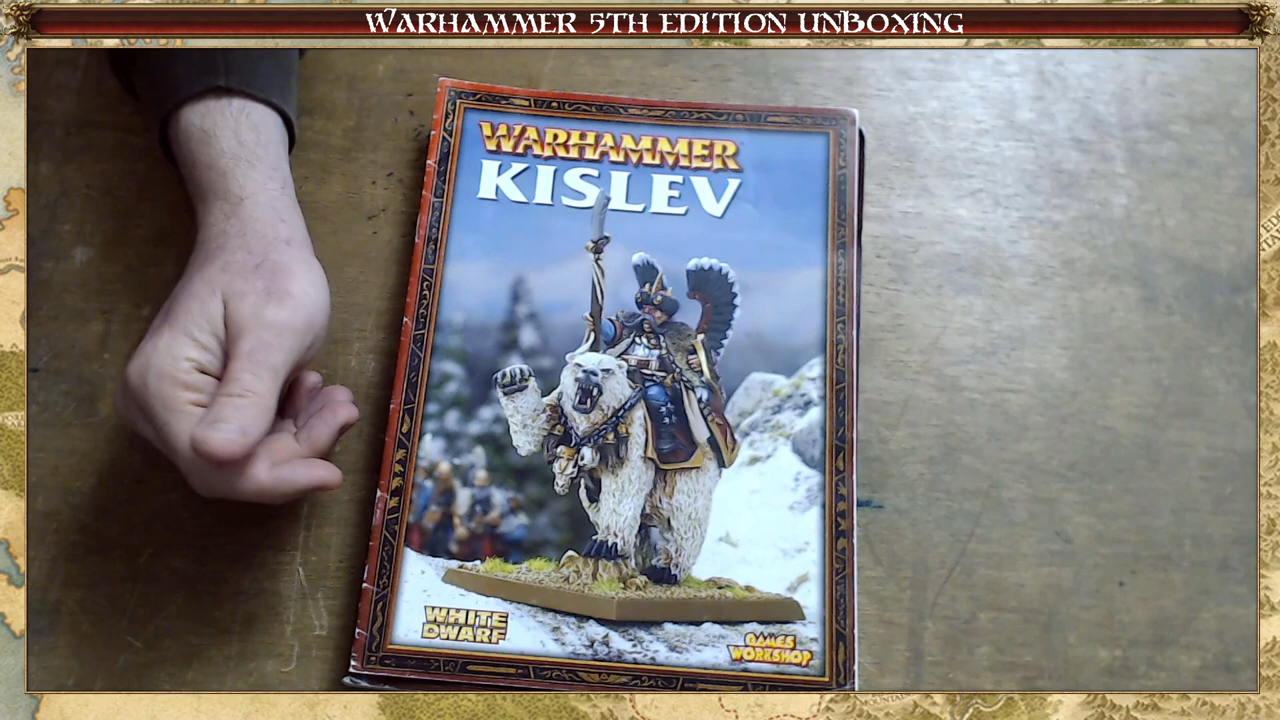 WARHAMMER 5TH EDITION UNBOXING
WARHAMMER
KISLEV
WHITE
DWARF
GAMES
WORKSHOP